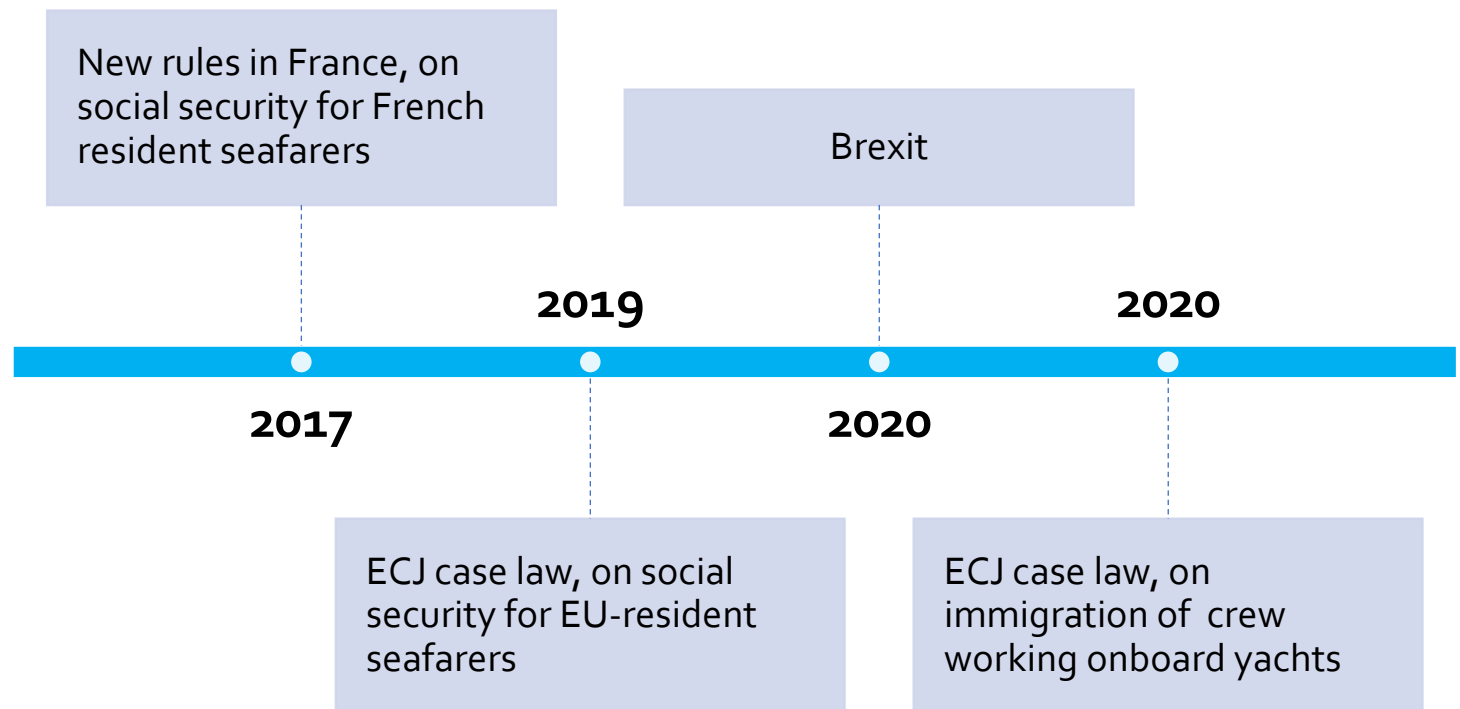 New rules in France, on
social security for French
resident seafarers
Brexit
2019
2020
2017
2020
ECJ case law, on social
security for EU-resident
seafarers
ECJ case law, on
immigration of  crew
working onboard yachts